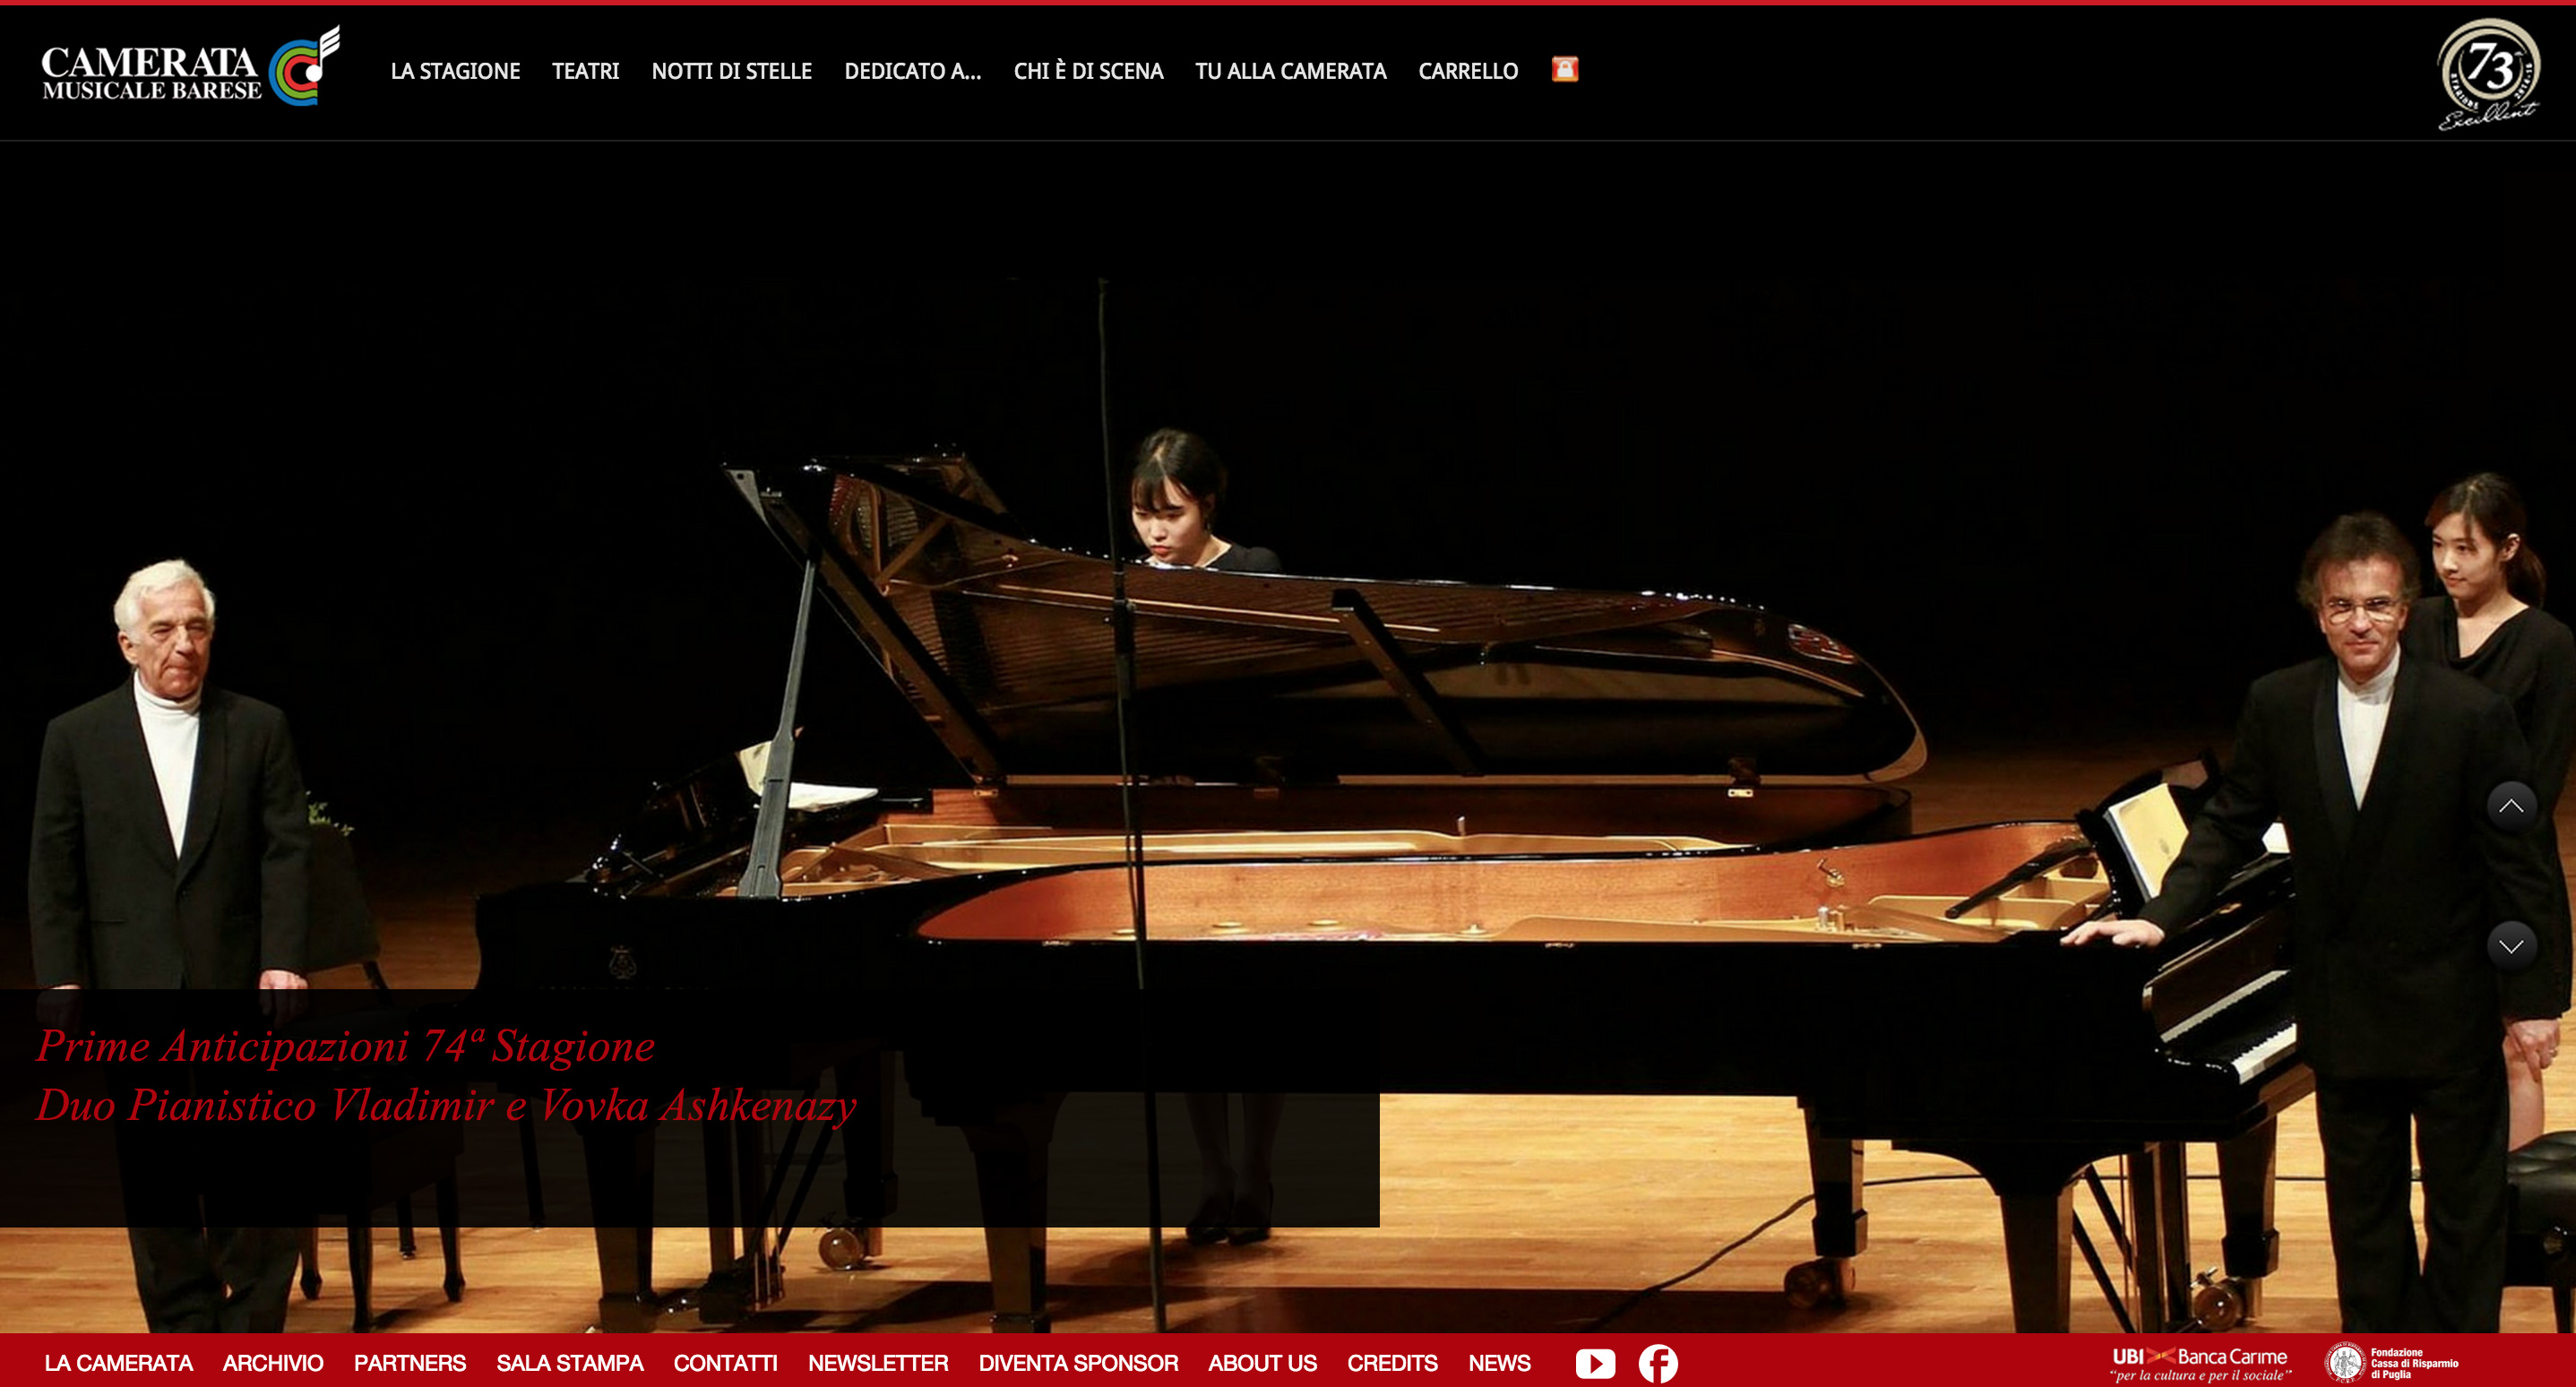 CAMERATA
MUSICALE BARESE
LA STAGIONE
TEATRI
NOTTI DI STELLE
DEDICATO A...
CHI È DI SCENA
TU ALLA CAMERATA
CARRELLO
73
STAGIONE
Excellent
Prime Anticipazioni 74ª Stagione
Duo Pianistico Vladimir e Vovka Ashkenazy
LA CAMERATA
ARCHIVIO
PARTNERS
SALA STAMPA
CONTATTI
NEWSLETTER
DIVENTA SPONSOR
ABOUT US
CREDITS
NEWS
UBI Banca Carime
“per la cultura e per il sociale”
Fondazione
Cassa di Risparmio
di Puglia